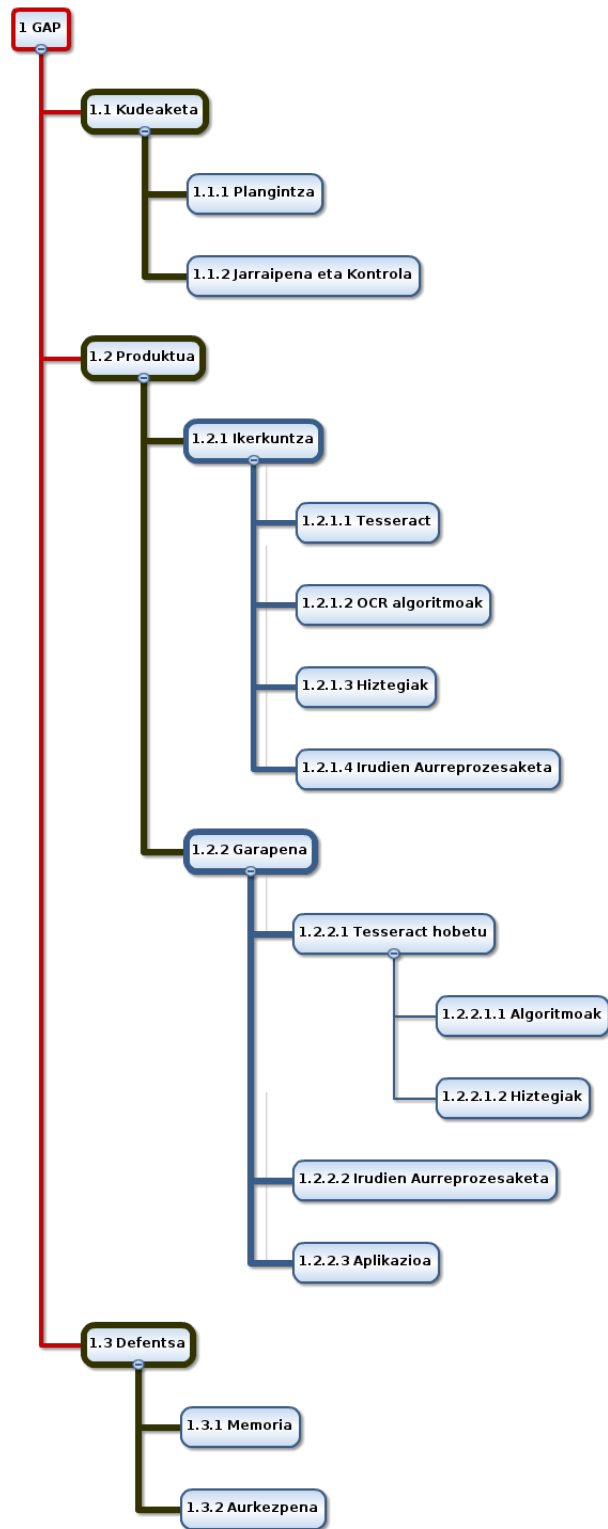 1 GAP
1.1 Kudeaketa
1.1.1 Plangintza
1.1.2 Jarraipena eta Kontrola
1.2 Produktua
1.2.1 Ikerkuntza
1.2.1.1 Tesseract
1.2.1.2 OCR algoritmoak
1.2.1.3 Hiztegiak
1.2.1.4 Irudien Aurreprozesaketa
1.2.2 Garapena
1.2.2.1 Tesseract hobetu
1.2.2.1.1 Algoritmoak
1.2.2.1.2 Hiztegiak
1.2.2.2 Irudien Aurreprozesaketa
1.2.2.3 Aplikazioa
1.3 Defentsa
1.3.1 Memoria
1.3.2 Aurkezpena